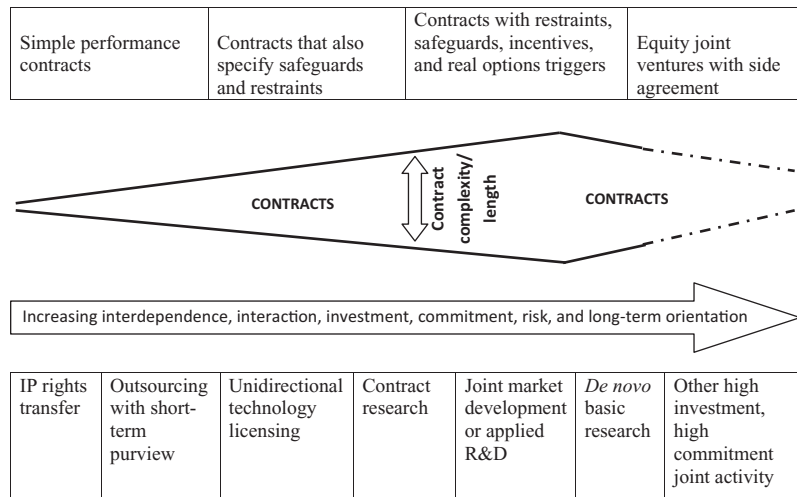 Simple performance
contracts
Contracts that also
specify safeguards
and restraints
Contracts with restraints,
safeguards, incentives,
and real options triggers
Equity joint
ventures with side
agreement
CONTRACTS
Contract
complexity/
length
CONTRACTS
Increasing interdependence, interaction, investment, commitment, risk, and long-term orientation
IP rights
transfer
Outsourcing
with short-
term
purview
Unidirectional
technology
licensing
Contract
research
Joint market
development
or applied
R&D
De novo
basic
research
Other high
investment,
high
commitment
joint activity